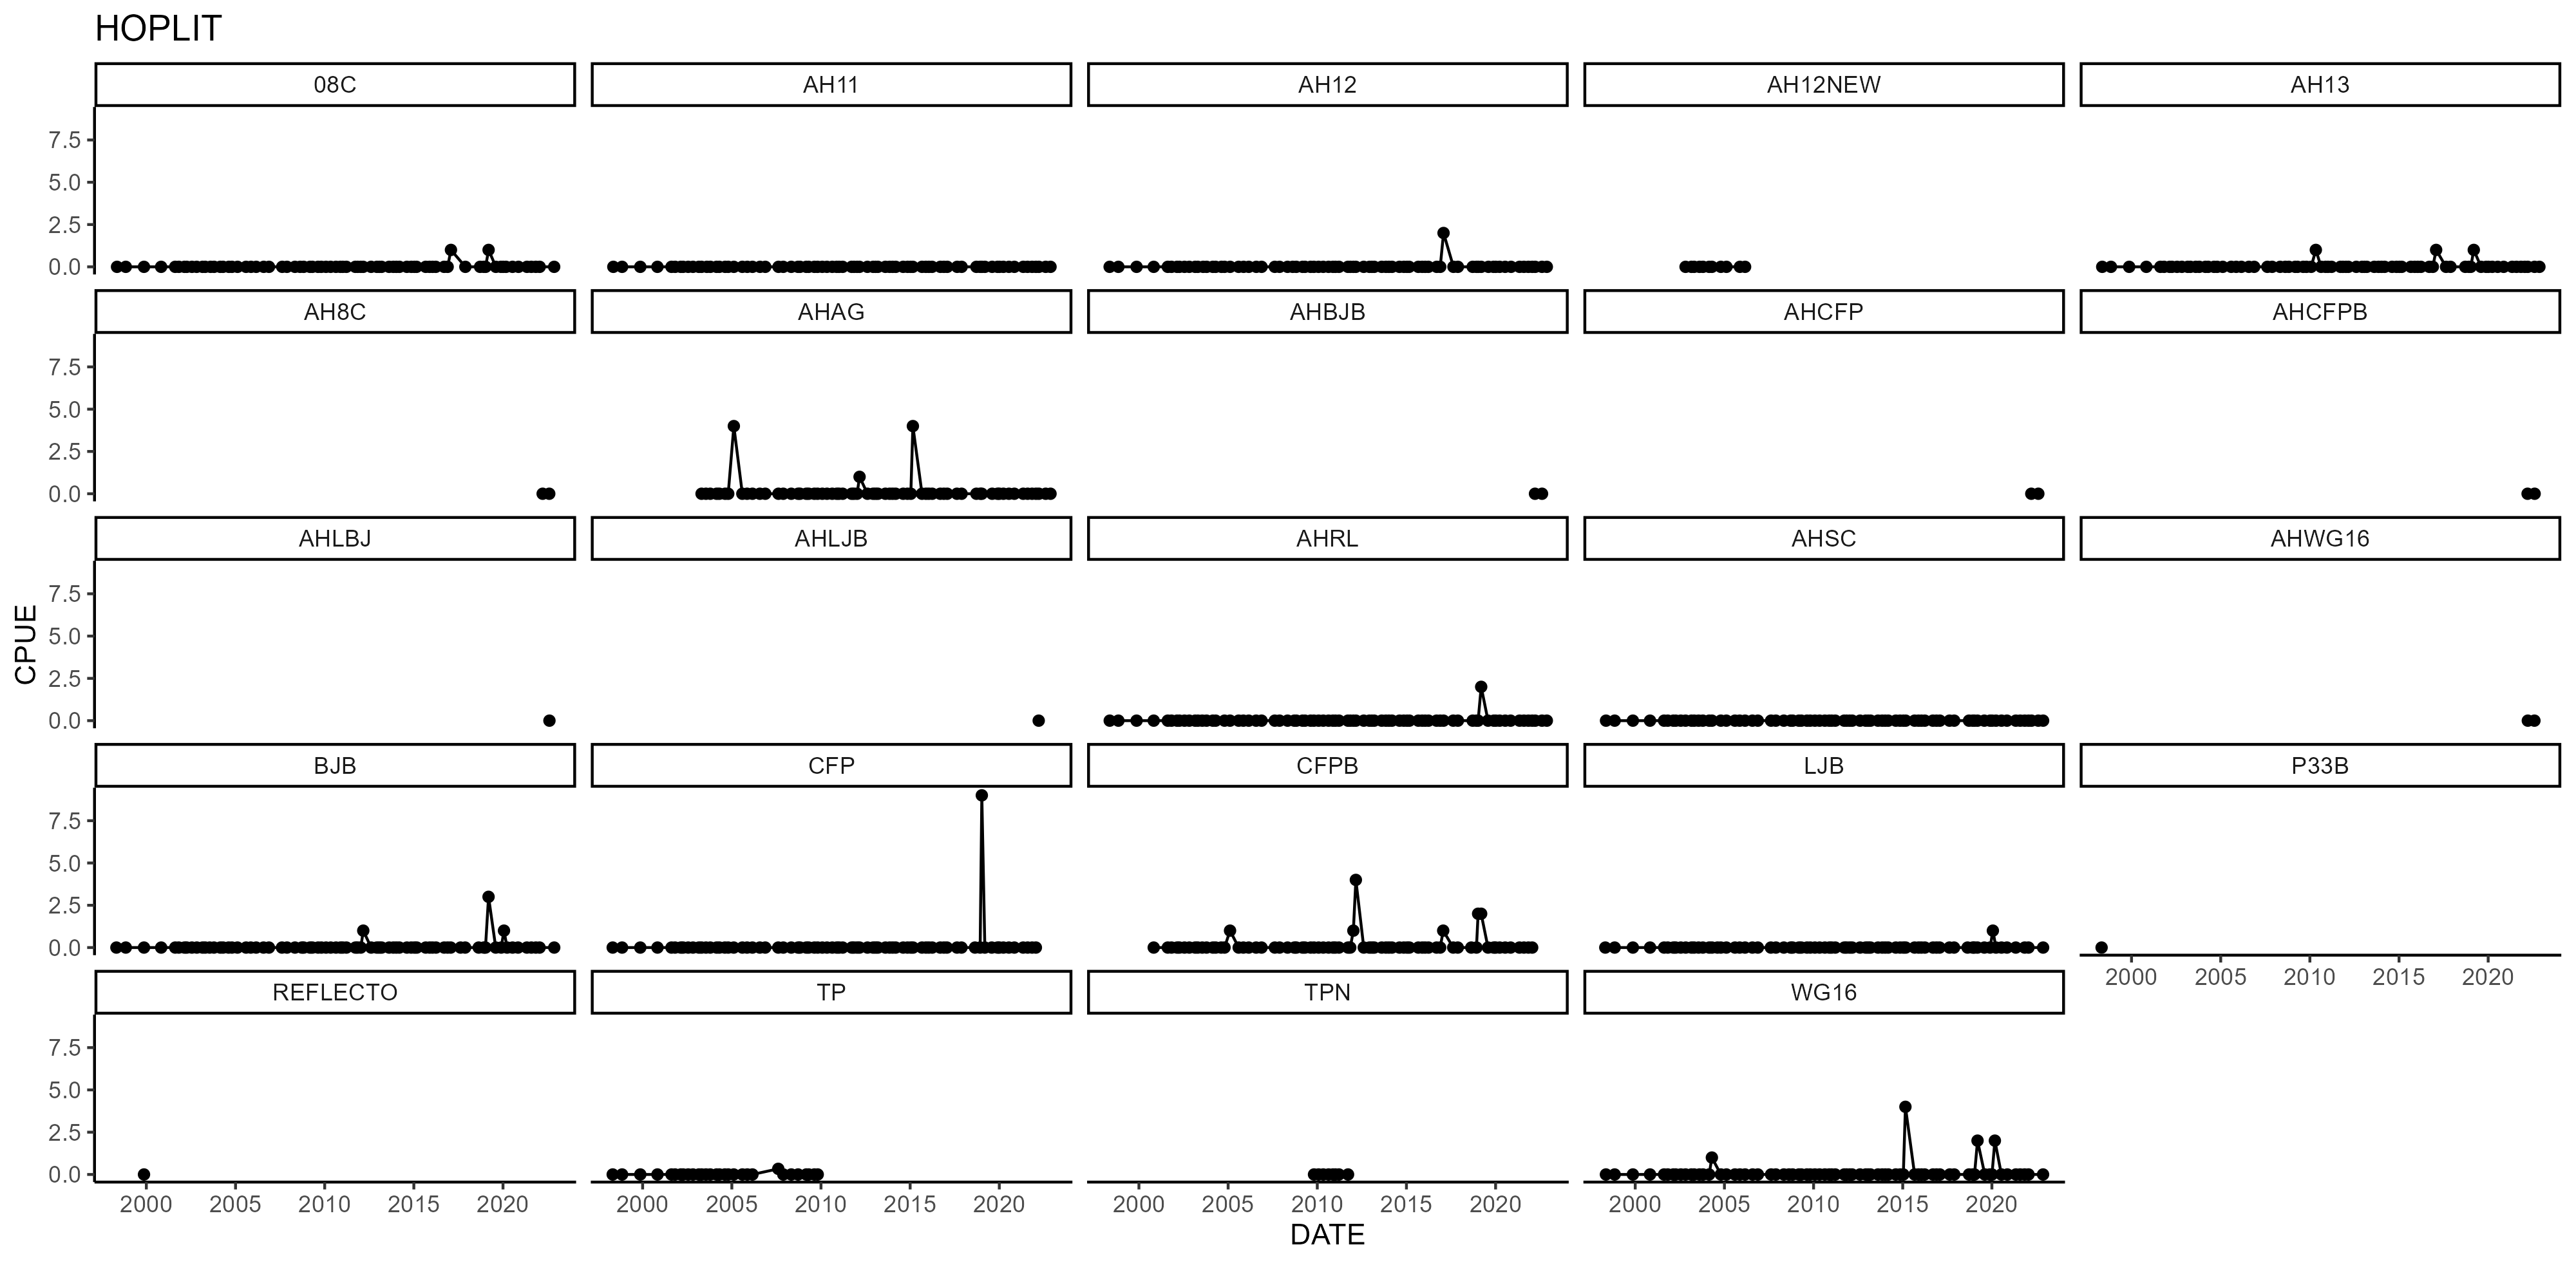 HOPLIT
08C AH11 AH12 AH12NEW AH13
7.5
5.0
2.5
0.0
AH8C AHAG AHBJB AHCFP AHCFPB
7.5
5.0
2.5
0.0
AHLBJ AHLJB AHRL AHSC AHWG16
7.5
5.0
2.5
0.0
CPUE
BJB CFP CFPB LJB P33B
7.5
5.0
2.5
0.0
2000 2005 2010 2015 2020
REFLECTO TP TPN WG16
7.5
5.0
2.5
0.0
2000 2005 2010 2015 2020 2000 2005 2010 2015 2020 2000 2005 2010 2015 2020 2000 2005 2010 2015 2020
DATE